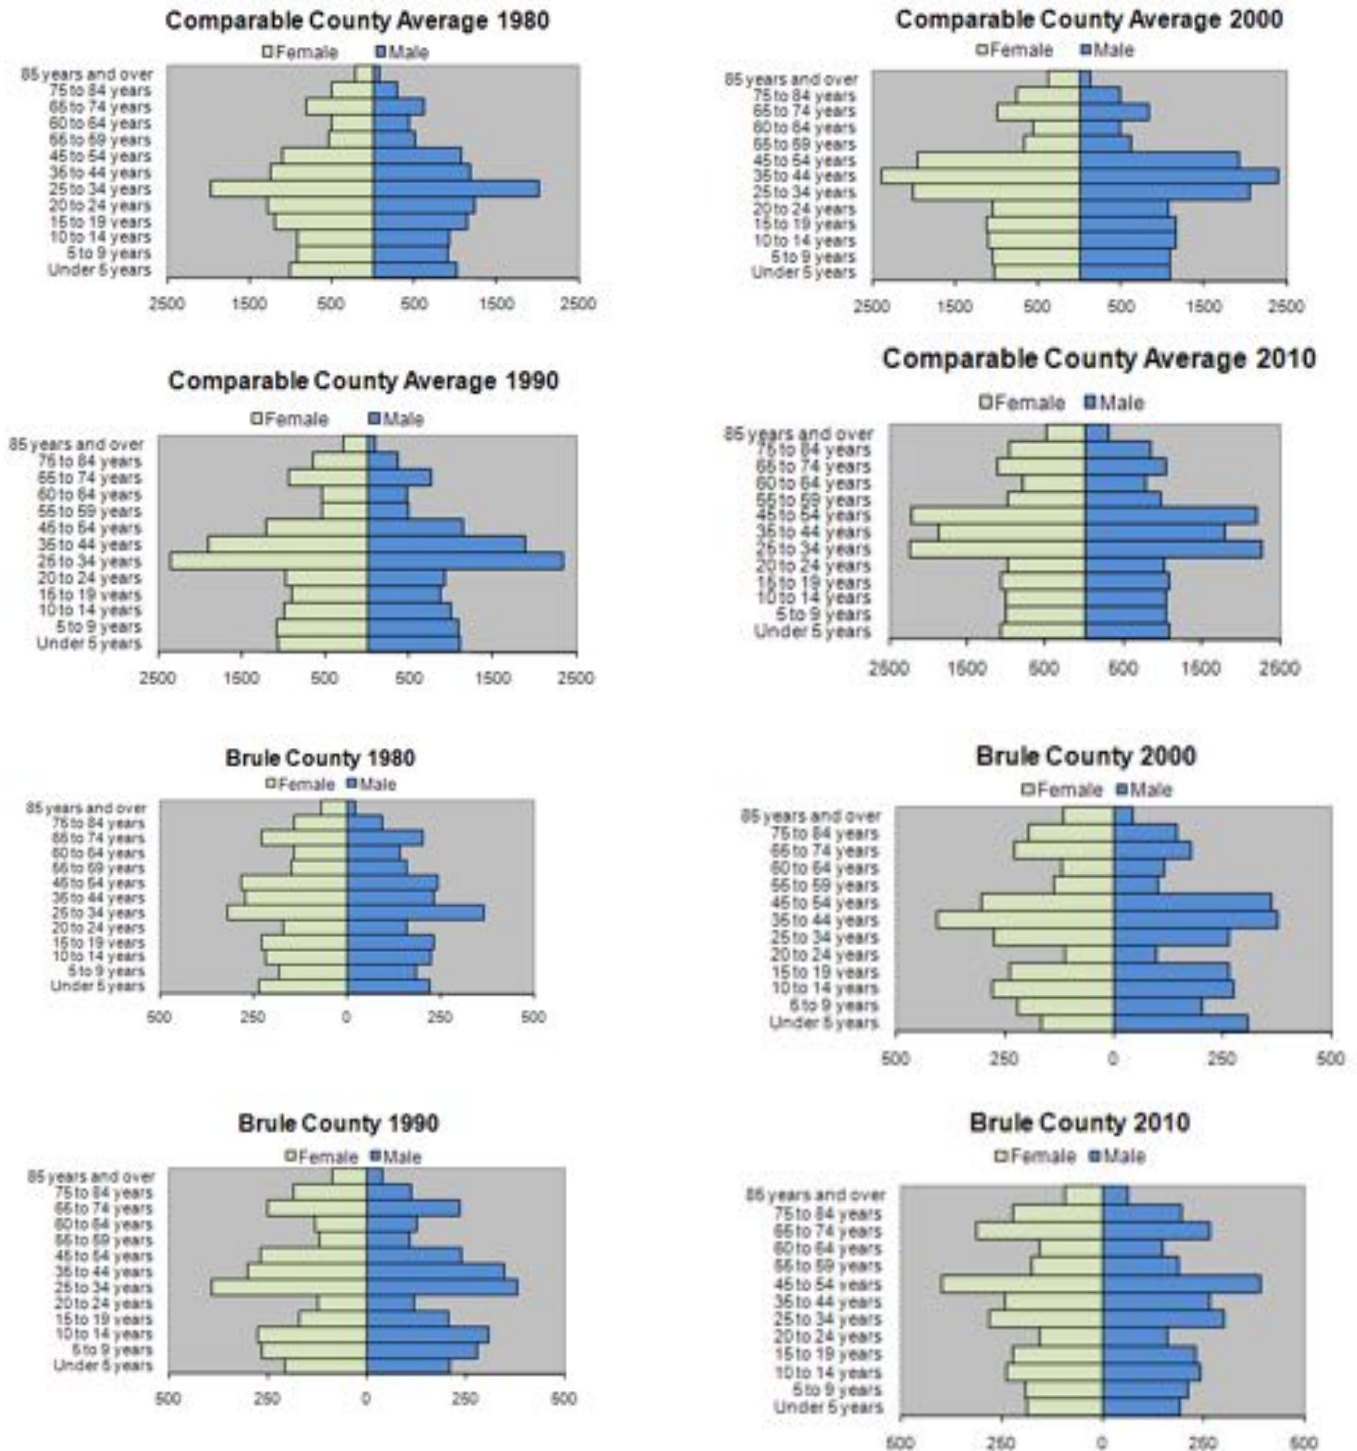 Comparable County Average 1980
Female Male
85 years and over
75 to 84 years
65 to 74 years
60 to 64 years
55 to 59 years
45 to 54 years
35 to 44 years
25 to 34 years
20 to 24 years
15 to 19 years
10 to 14 years
5 to 9 years
Under 5 years
2500 1500 500 500 1500 2500
Comparable County Average 2000
Female Male
85 years and over
75 to 84 years
65 to 74 years
60 to 64 years
55 to 59 years
45 to 54 years
35 to 44 years
25 to 34 years
20 to 24 years
15 to 19 years
10 to 14 years
5 to 9 years
Under 5 years
2500 1500 500 500 1500 2500
Comparable County Average 1990
Female Male
85 years and over
75 to 84 years
65 to 74 years
60 to 64 years
55 to 59 years
45 to 54 years
35 to 44 years
25 to 34 years
20 to 24 years
15 to 19 years
10 to 14 years
5 to 9 years
Under 5 years
2500 1500 500 500 1500 2500
Comparable County Average 2010
Female Male
85 years and over
75 to 84 years
65 to 74 years
60 to 64 years
55 to 59 years
45 to 54 years
35 to 44 years
25 to 34 years
20 to 24 years
15 to 19 years
10 to 14 years
5 to 9 years
Under 5 years
2500 1500 500 500 1500 2500
Brule County 1980
Female Male
85 years and over
75 to 84 years
65 to 74 years
60 to 64 years
55 to 59 years
45 to 54 years
35 to 44 years
25 to 34 years
20 to 24 years
15 to 19 years
10 to 14 years
5 to 9 years
Under 5 years
500 250 0 250 500
Brule County 2000
Female Male
85 years and over
75 to 84 years
65 to 74 years
60 to 64 years
55 to 59 years
45 to 54 years
35 to 44 years
25 to 34 years
20 to 24 years
15 to 19 years
10 to 14 years
5 to 9 years
Under 5 years
500 250 0 250 500
Brule County 1990
Female Male
85 years and over
75 to 84 years
65 to 74 years
60 to 64 years
55 to 59 years
45 to 54 years
35 to 44 years
25 to 34 years
20 to 24 years
15 to 19 years
10 to 14 years
5 to 9 years
Under 5 years
500 250 0 250 500
Brule County 2010
Female Male
85 years and over
75 to 84 years
65 to 74 years
60 to 64 years
55 to 59 years
45 to 54 years
35 to 44 years
25 to 34 years
20 to 24 years
15 to 19 years
10 to 14 years
5 to 9 years
Under 5 years
500 250 0 250 500